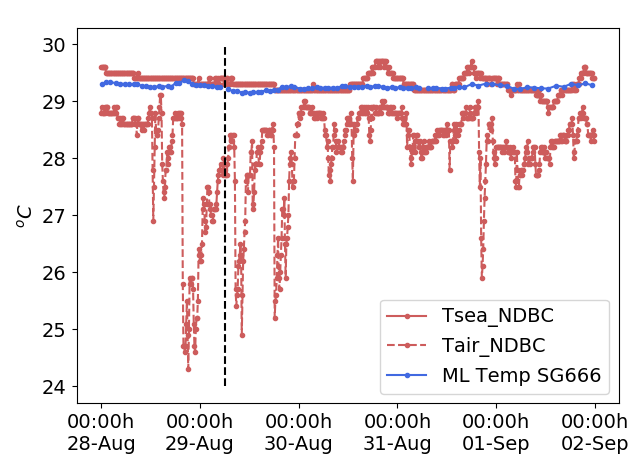 30
29
28
27
26
25
24
°C
Tsea_NDBC
Tair_NDBC
ML Temp SG666
00:00h 00:00h 00:00h 00:00h 00:00h 00:00h
28-Aug 29-Aug 30-Aug 31-Aug 01-Sep 02-Sep